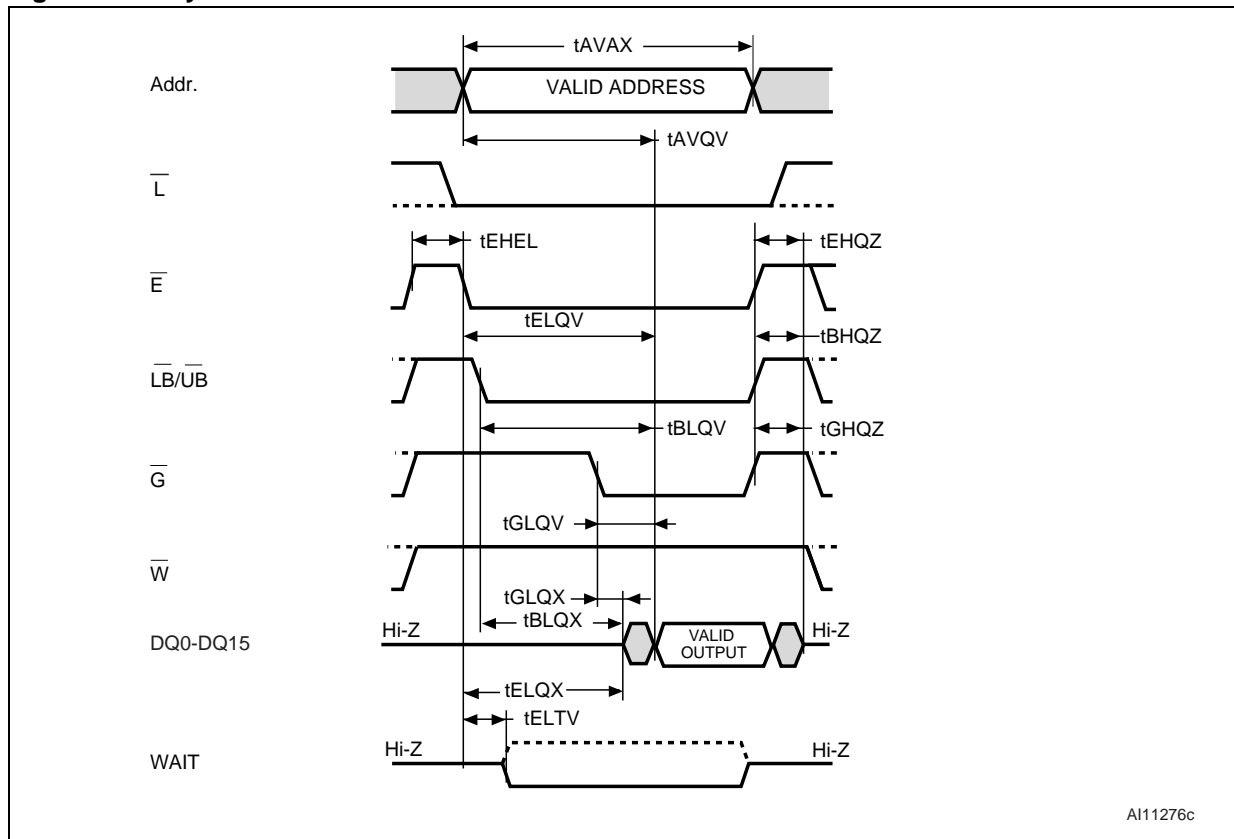 tAVAX
Addr.
VALID ADDRESS
tAVQV
L
tEHEL
tEHQZ
E
tELQV
tBHQZ
LB/UB
tBLQV
tGHQZ
G
tGLQV
W
tGLQX
tBLQX
DQ0-DQ15
Hi-Z
VALID
OUTPUT
Hi-Z
tELQX
tELTV
WAIT
Hi-Z
Hi-Z
AI11276c